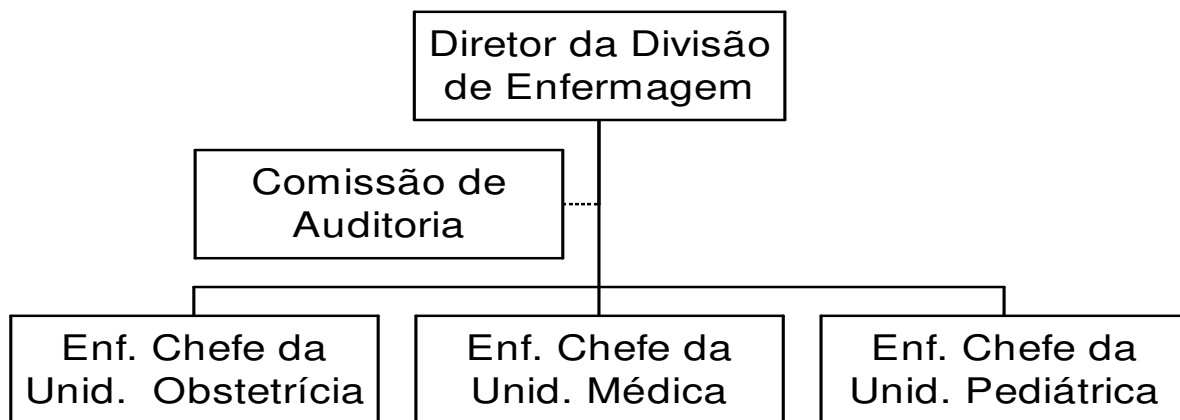 Diretor da Divisão
de Enfermagem
Comissão de
Auditoria
Enf. Chefe da
Unid. Obstetrícia
Enf. Chefe da
Unid. Médica
Enf. Chefe da
Unid. Pediátrica